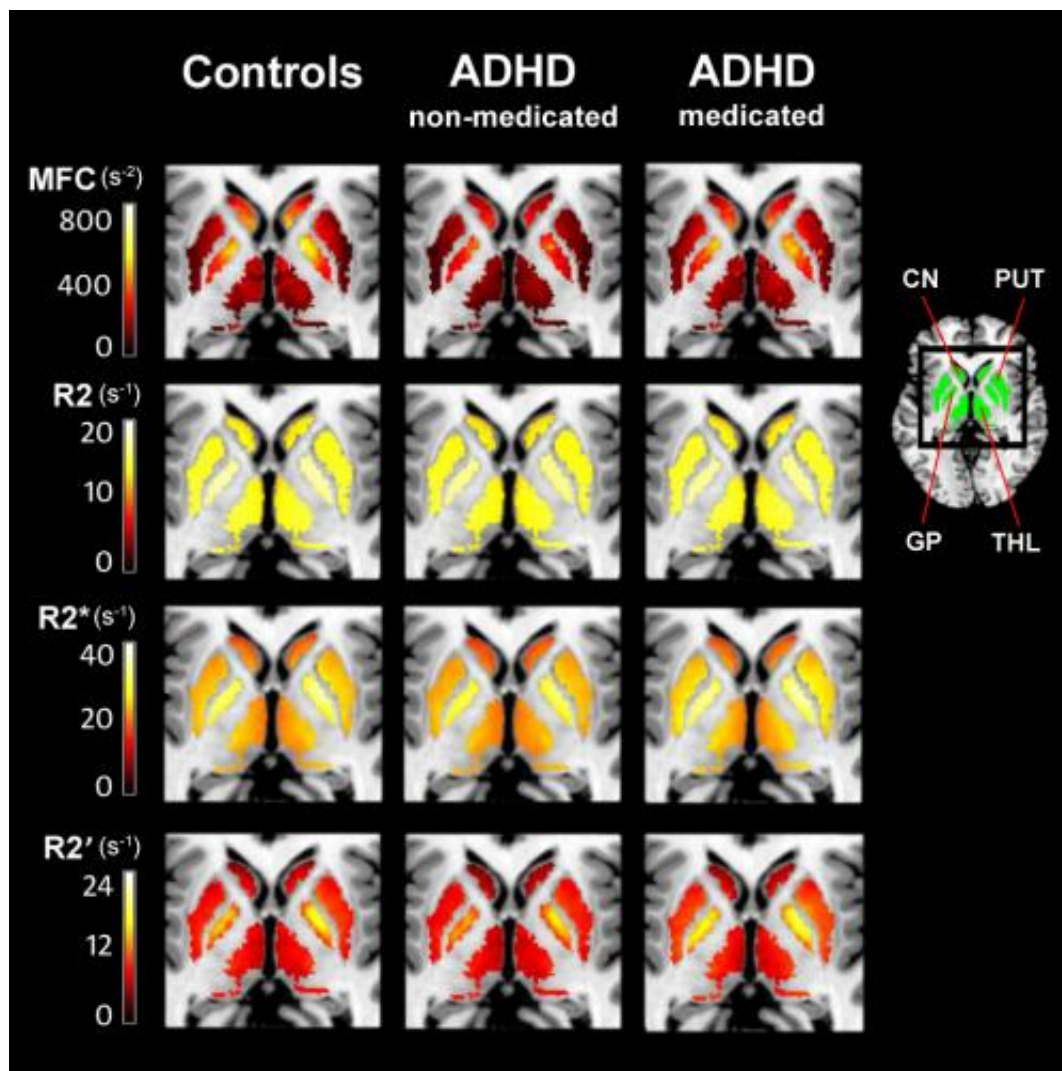 Controls ADHD ADHD
non-medicated medicated
MFC (s⁻²)
800
400
0
R2 (s⁻¹)
20
10
0
R2* (s⁻¹)
40
20
0
R2' (s⁻¹)
24
12
0
CN PUT
GP THL